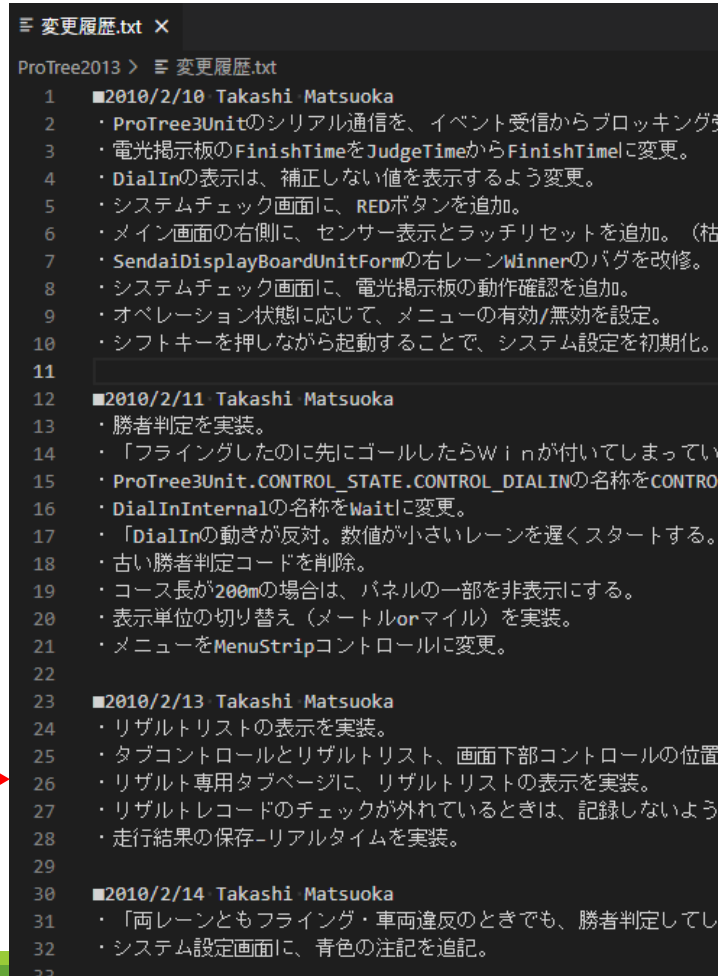 変更履歴.txt ×
ProTree2013 > 変更履歴.txt
1 ■2010/2/10 Takashi Matsuoka
2 ・ProTree3Unitのシリアル通信を、イベント受信からブロッキング
3 ・電光掲示板のFinishTimeをJudgeTimeからFinishTimeに変更。
4 ・DialInの表示は、補正しない値を表示するよう変更。
5 ・システムチェック画面に、REDボタンを追加。
6 ・メイン画面の右側に、センサー表示とラッチリセットを追加。（枯
7 ・SendaiDisplayBoardUnitFormの右レーンWinnerのバグを改修。
8 ・システムチェック画面に、電光掲示板の動作確認を追加。
9 ・オペレーション状態に応じて、メニューの有効/無効を設定。
10 ・シフトキーを押しながら起動することで、システム設定を初期化。
11
12 ■2010/2/11 Takashi Matsuoka
13 ・勝者判定を実装。
14 ・「フライングしたのに先にゴールしたらＷｉｎが付いてしまってい
15 ・ProTree3Unit.CONTROL_STATE.CONTROL_DIALINの名称をCONTRO
16 ・DialInInternalの名称をWaitに変更。
17 ・「DialInの動きが反対。数値が小さいレーンを遅くスタートする。
18 ・古い勝者判定コードを削除。
19 ・コース長が200mの場合は、パネルの一部を非表示にする。
20 ・表示単位の切り替え（メートルorマイル）を実装。
21 ・メニューをMenuStripコントロールに変更。
22
23 ■2010/2/13 Takashi Matsuoka
24 ・リザルトリストの表示を実装。
25 ・タブコントロールとリザルトリスト、画面下部コントロールの位置
26 ・リザルト専用タブページに、リザルトリストの表示を実装。
27 ・リザルトレコードのチェックが外れているときは、記録しないよう
28 ・走行結果の保存-リアルタイムを実装。
29
30 ■2010/2/14 Takashi Matsuoka
31 ・「両レーンともフライング・車両違反のときでも、勝者判定してし
32 ・システム設定画面に、青色の注記を追記。